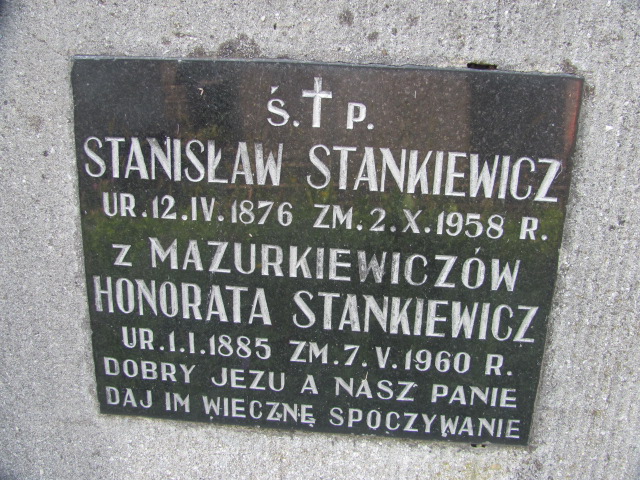 Ś.†P.
STANISŁAW STANKIEWICZ
UR.12.IV.1876 ZM.2.X.1958 R.
Z MAZURKIEWICZÓW
HONORATA STANKIEWICZ
UR.1.I.1885 ZM.7.V.1960 R.
DOBRY JEZU A NASZ PANIE
DAJ IM WIECZNĘ SPOCZYWANIE